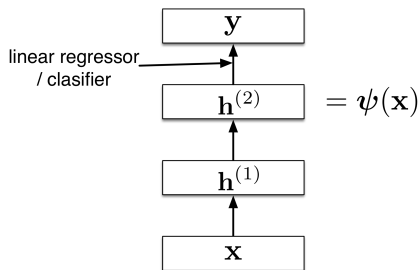 y
linear regressor
/ clasifier
h⁽²⁾ = ψ(x)
h⁽¹⁾
x